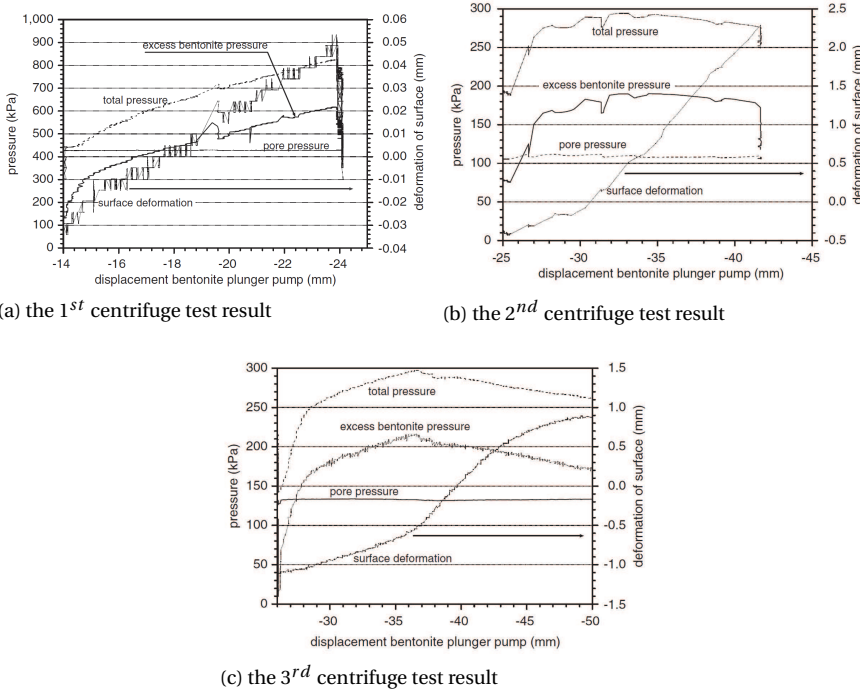 1,000
900
800
700
600
500
400
300
200
100
0
pressure (kPa)
excess bentonite pressure
total pressure
pore pressure
surface deformation
0.06
0.05
0.04
0.03
0.02
0.01
0.00
-0.01
-0.02
-0.03
-0.04
deformation of surface (mm)
-14 -16 -18 -20 -22 -24
displacement bentonite plunger pump (mm)
(a) the 1st centrifuge test result
300
250
200
150
100
50
0
pressure (kPa)
total pressure
excess bentonite pressure
pore pressure
surface deformation
2.5
2.0
1.5
1.0
0.5
0.0
-0.5
deformation of surface (mm)
-25 -30 -35 -40 -45
displacement bentonite plunger pump (mm)
(b) the 2nd centrifuge test result
300
250
200
150
100
50
0
pressure (kPa)
total pressure
excess bentonite pressure
pore pressure
surface deformation
1.5
1.0
0.5
0.0
-0.5
-1.0
-1.5
deformation of surface (mm)
-30 -35 -40 -45 -50
displacement bentonite plunger pump (mm)
(c) the 3rd centrifuge test result